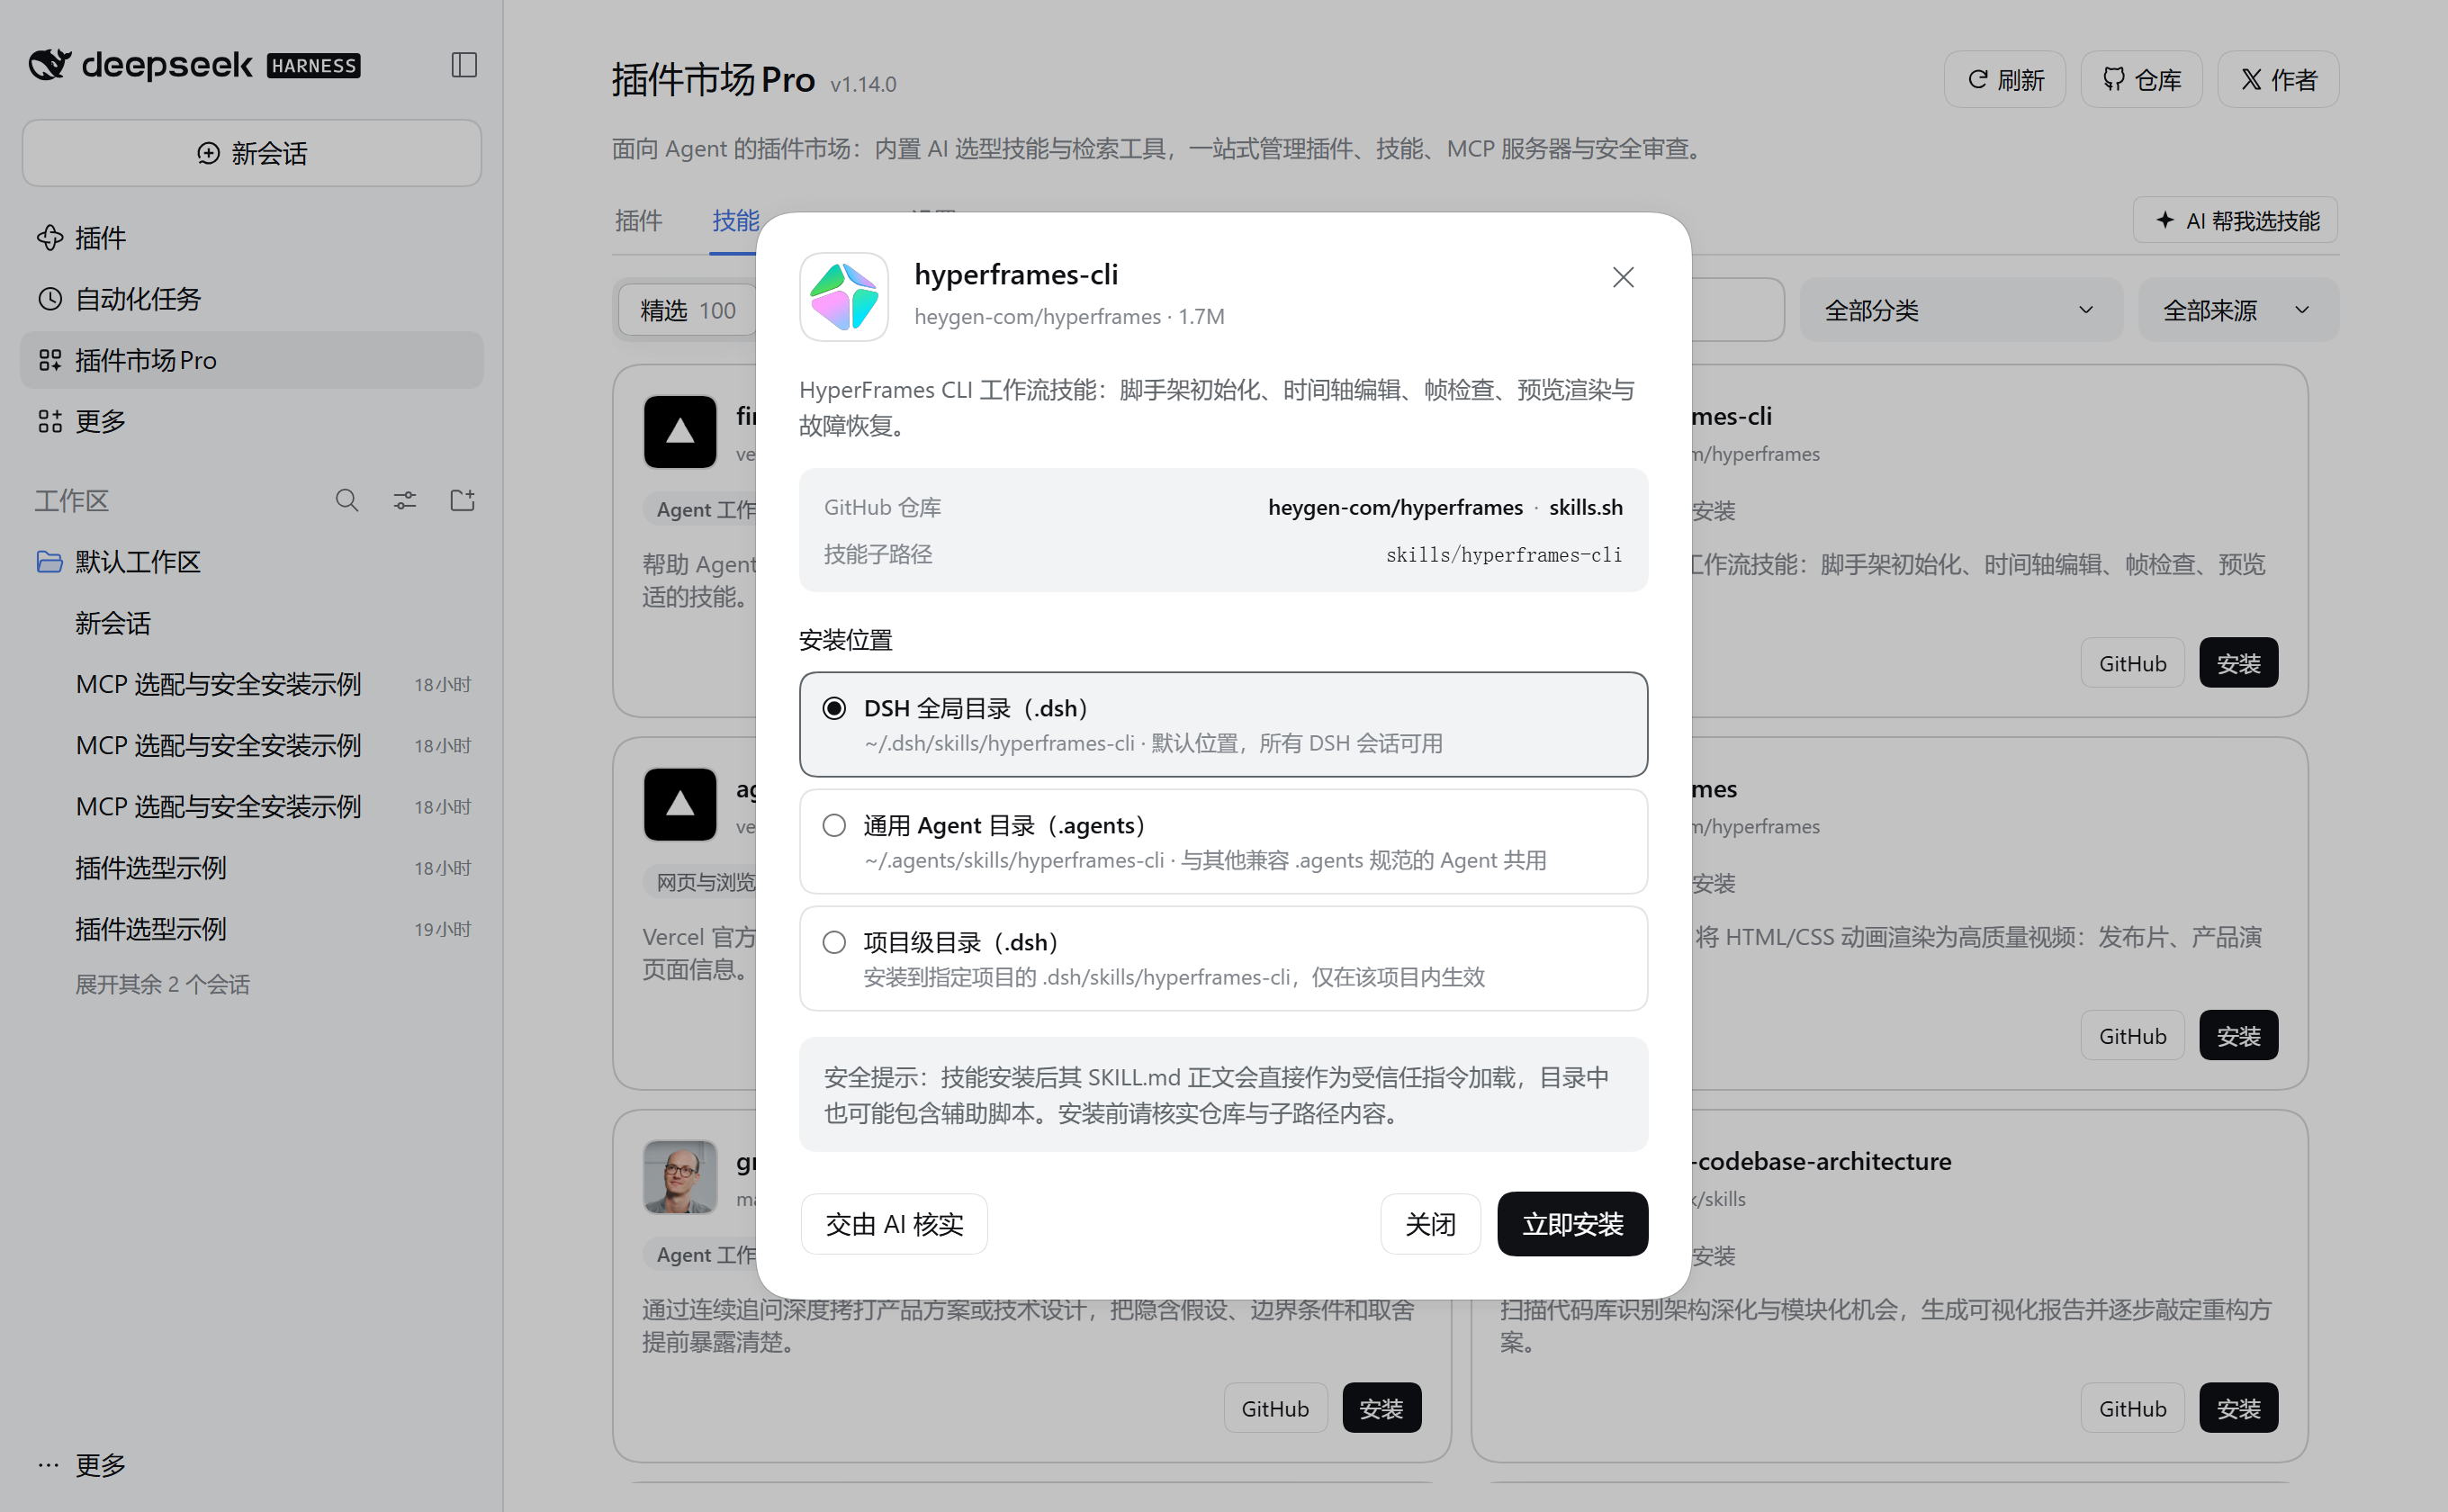 deepseek HARNESS
新会话
插件
自动化任务
插件市场Pro
更多
工作区
默认工作区
新会话
MCP 选配与安全安装示例 18小时
MCP 选配与安全安装示例 18小时
MCP 选配与安全安装示例 18小时
插件选型示例 18小时
插件选型示例 19小时
展开其余 2 个会话
更多
插件市场Pro v1.14.0
刷新
仓库
作者
面向 Agent 的插件市场：内置 AI 选型技能与检索工具，一站式管理插件、技能、MCP 服务器与安全审查。
插件
技能
AI 帮我选技能
精选 100
全部分类
全部来源
Agent 工作
帮助 Agent
适的技能。
mes-cli
m/hyperframes
安装
工作流技能：脚手架初始化、时间轴编辑、帧检查、预览
GitHub
安装
网页与浏览
Vercel 官方
页面信息。
mes
m/hyperframes
安装
将 HTML/CSS 动画渲染为高质量视频：发布片、产品演
GitHub
安装
Agent 工作
通过连续追问深度拷打产品方案或技术设计，把隐含假设、边界条件和取舍
提前暴露清楚。
GitHub
安装
-codebase-architecture
k/skills
安装
扫描代码库识别架构深化与模块化机会，生成可视化报告并逐步敲定重构方
案。
GitHub
安装
hyperframes-cli
heygen-com/hyperframes · 1.7M
HyperFrames CLI 工作流技能：脚手架初始化、时间轴编辑、帧检查、预览渲染与
故障恢复。
GitHub 仓库 heygen-com/hyperframes · skills.sh
技能子路径 skills/hyperframes-cli
安装位置
DSH 全局目录（.dsh）
~/.dsh/skills/hyperframes-cli · 默认位置，所有 DSH 会话可用
通用 Agent 目录（.agents）
~/.agents/skills/hyperframes-cli · 与其他兼容 .agents 规范的 Agent 共用
项目级目录（.dsh）
安装到指定项目的 .dsh/skills/hyperframes-cli，仅在该项目内生效
安全提示：技能安装后其 SKILL.md 正文会直接作为受信任指令加载，目录中
也可能包含辅助脚本。安装前请核实仓库与子路径内容。
交由 AI 核实
关闭
立即安装